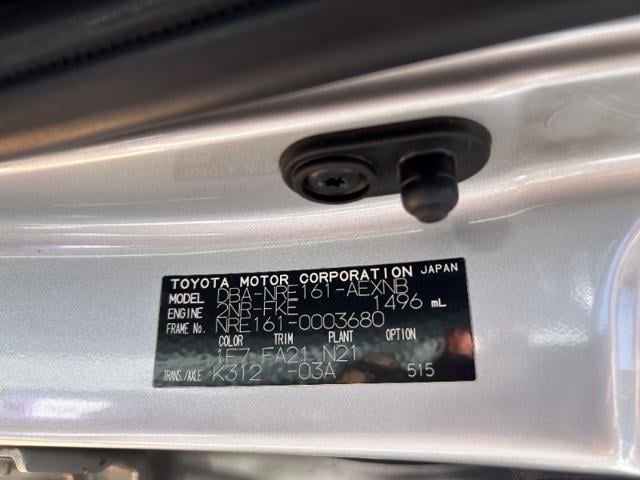 TOYOTA MOTOR CORPORATION JAPAN
MODEL DBA-NRE161-AEXNB
ENGINE 2NR-FKE 1496 mL
FRAME No. NRE161-0003680
COLOR TRIM PLANT OPTION
1F7 FA21 N21
TRANS./AXLE K312 -03A 515